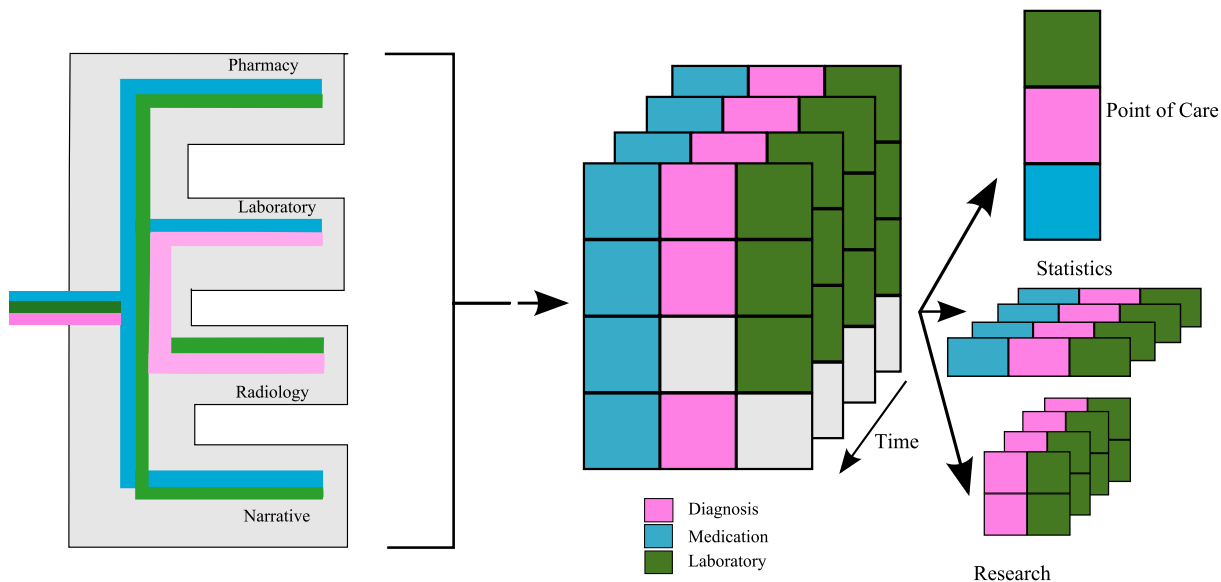 Pharmacy
Laboratory
Radiology
Narrative
Time
Diagnosis
Medication
Laboratory
Point of Care
Statistics
Research